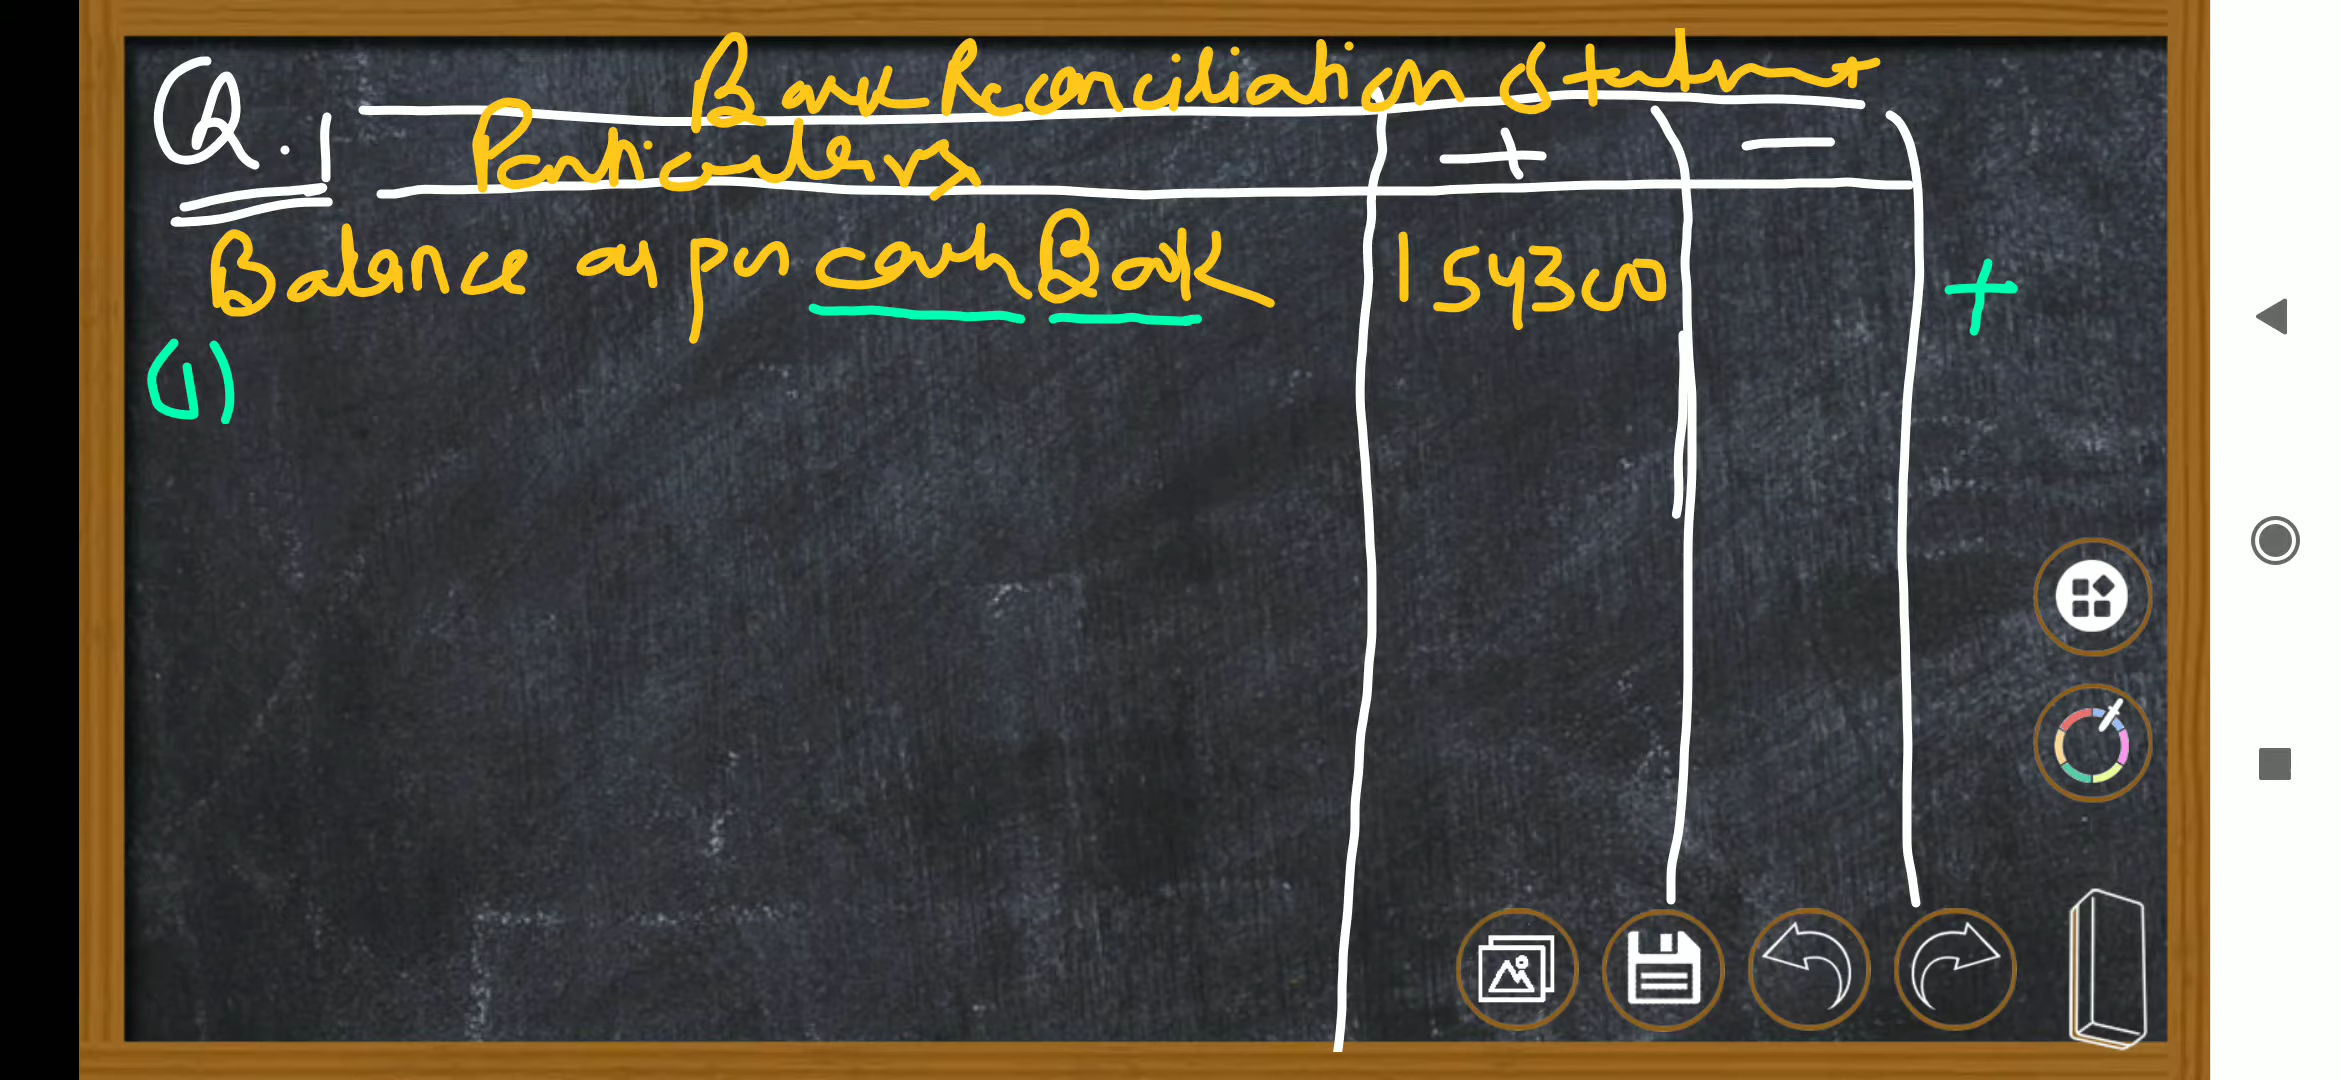 Bank Reconciliation Statement
Q.1
Particulars + -
Balance as per cash Book 154300 +
(1)